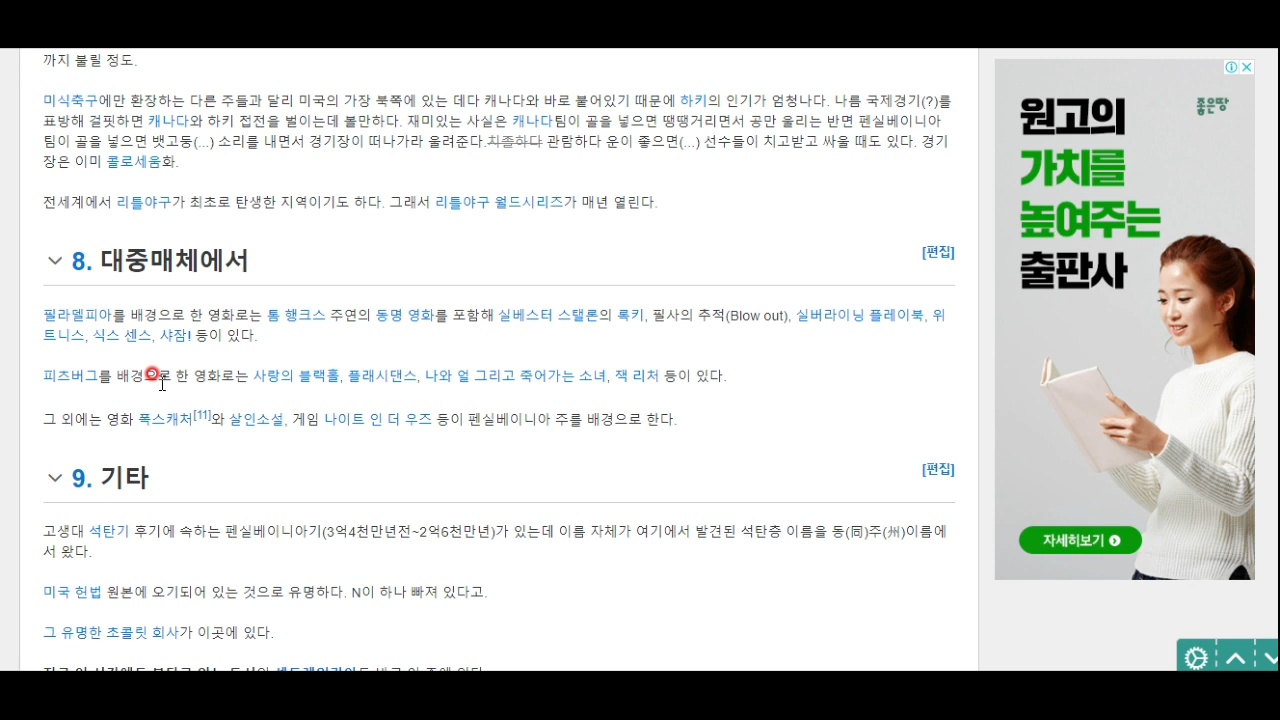 까지 불릴 정도.
미식축구에만 환장하는 다른 주들과 달리 미국의 가장 북쪽에 있는 데다 캐나다와 바로 붙어있기 때문에 하키의 인기가 엄청나다. 나름 국제경기(?)를
표방해 걸핏하면 캐나다와 하키 접전을 벌이는데 볼만하다. 재미있는 사실은 캐나다팀이 골을 넣으면 땡땡거리면서 공만 울리는 반면 펜실베이니아
팀이 골을 넣으면 뱃고동(...) 소리를 내면서 경기장이 떠나가라 울려준다.치졸하다 관람하다 운이 좋으면(...) 선수들이 치고받고 싸울 때도 있다. 경기
장은 이미 콜로세움화.
전세계에서 리틀야구가 최초로 탄생한 지역이기도 하다. 그래서 리틀야구 월드시리즈가 매년 열린다.
8. 대중매체에서
[편집]
필라델피아를 배경으로 한 영화로는 톰 행크스 주연의 동명 영화를 포함해 실베스터 스탤론의 록키, 필사의 추적(Blow out), 실버라이닝 플레이북, 위
트니스, 식스 센스, 샤잠! 등이 있다.
피츠버그를 배경으로 한 영화로는 사랑의 블랙홀, 플래시댄스, 나와 얼 그리고 죽어가는 소녀, 잭 리처 등이 있다.
그 외에는 영화 폭스캐처[11]와 살인소설, 게임 나이트 인 더 우즈 등이 펜실베이니아 주를 배경으로 한다.
9. 기타
[편집]
고생대 석탄기 후기에 속하는 펜실베이니아기(3억4천만년전~2억6천만년)가 있는데 이름 자체가 여기에서 발견된 석탄층 이름을 동(同)주(州)이름에
서 왔다.
미국 헌법 원본에 오기되어 있는 것으로 유명하다. N이 하나 빠져 있다고.
그 유명한 초콜릿 회사가 이곳에 있다.
원고의
가치를
높여주는
출판사
좋은땅
자세히보기